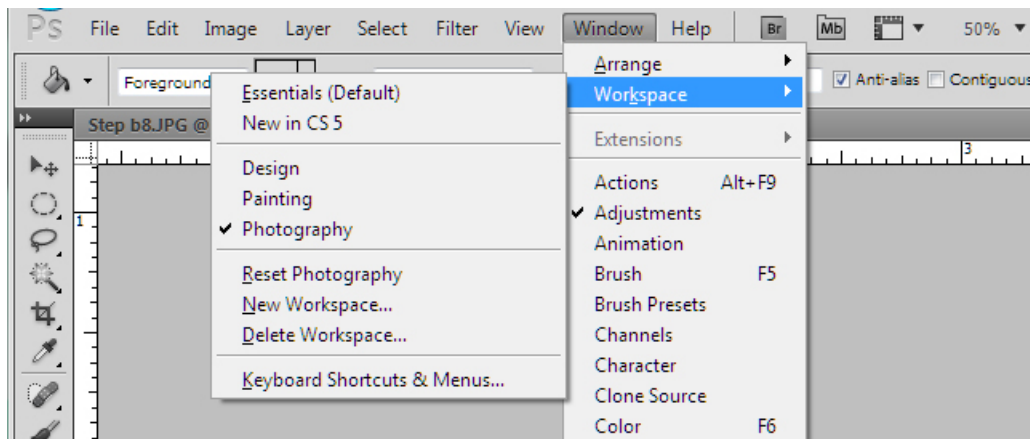 Ps File Edit Image Layer Select Filter View Window Help Br Mb 50%
Foreground Anti-alias Contiguous
Step b8.JPG @
3
1
Arrange
Workspace
Extensions
Actions Alt+F9
Adjustments
Animation
Brush F5
Brush Presets
Channels
Character
Clone Source
Color F6
Essentials (Default)
New in CS 5
Design
Painting
Photography
Reset Photography
New Workspace...
Delete Workspace...
Keyboard Shortcuts & Menus...